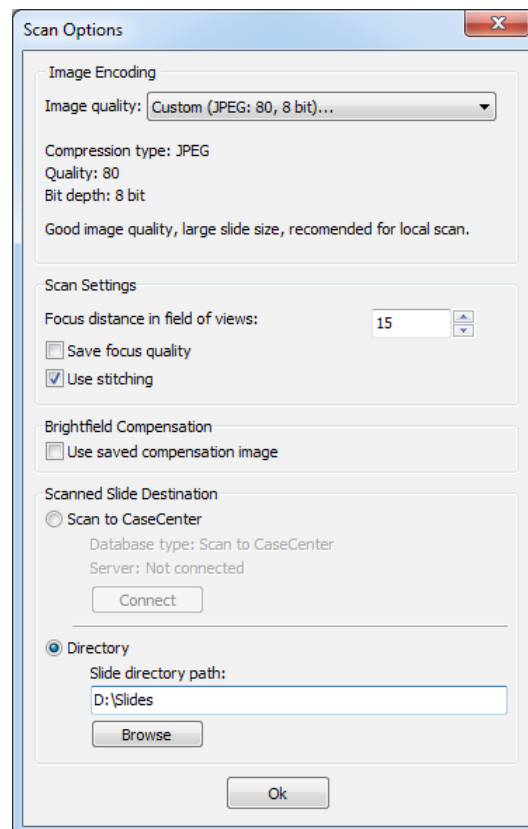 Scan Options
Image Encoding
Image quality: Custom (JPEG: 80, 8 bit)...
Compression type: JPEG
Quality: 80
Bit depth: 8 bit
Good image quality, large slide size, recomended for local scan.
Scan Settings
Focus distance in field of views: 15
Save focus quality
Use stitching
Brightfield Compensation
Use saved compensation image
Scanned Slide Destination
Scan to CaseCenter
Database type: Scan to CaseCenter
Server: Not connected
Connect
Directory
Slide directory path:
D:\Slides
Browse
Ok